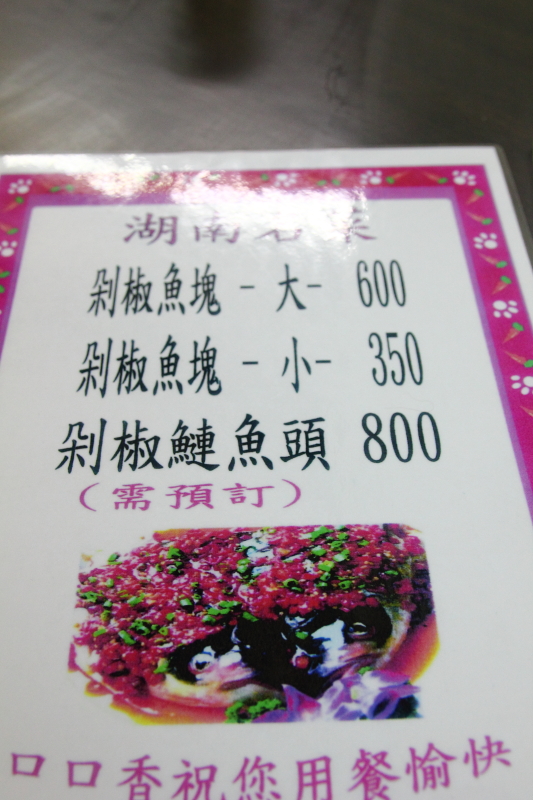 湖南名菜
剁椒魚塊-大- 600
剁椒魚塊-小- 350
剁椒鰱魚頭 800
(需預訂)
口口香祝您用餐愉快